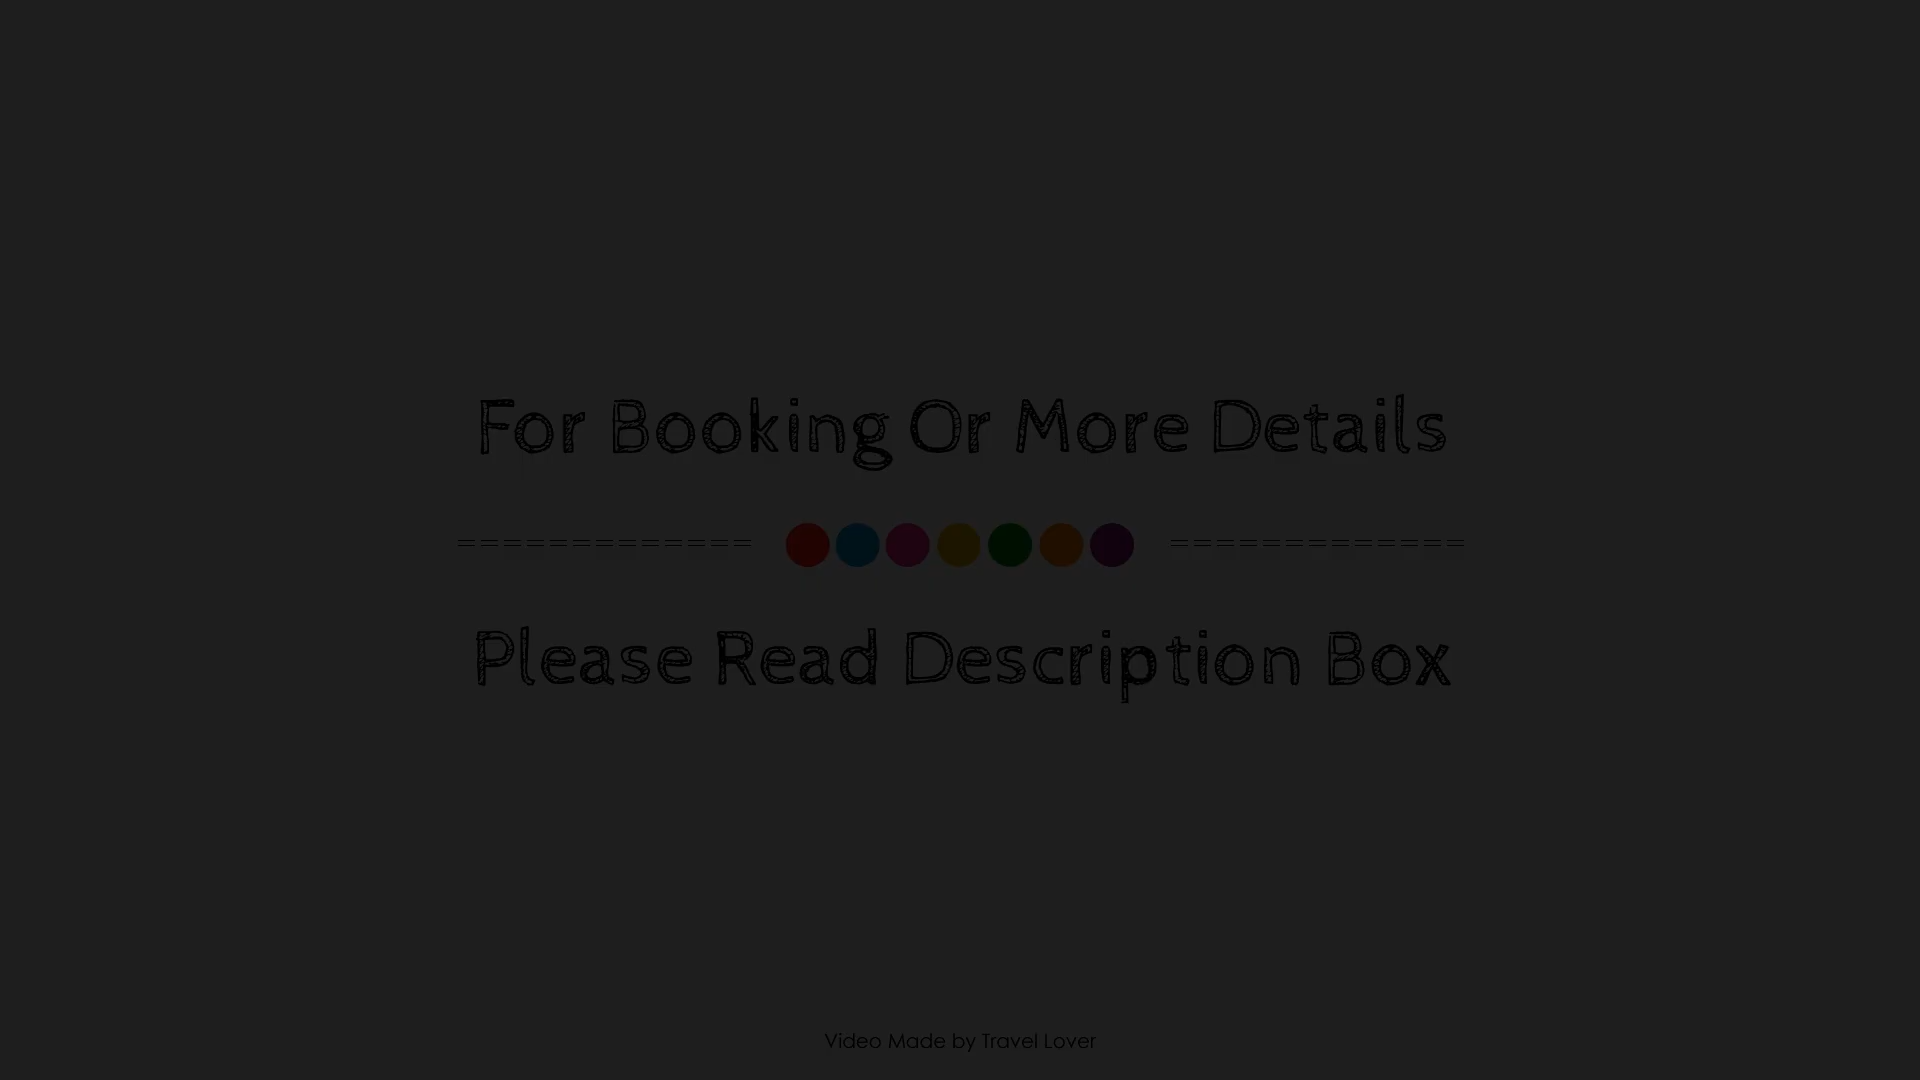 For Booking Or More Details
============= =============
Please Read Description Box
Video Made by Travel Lover